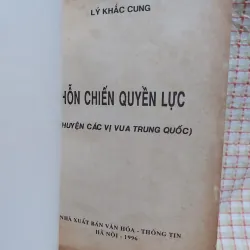 LÝ KHẮC CUNG
HỖN CHIẾN QUYỀN LỰC
(CHUYỆN CÁC VỊ VUA TRUNG QUỐC)
NHÀ XUẤT BẢN VĂN HÓA - THÔNG TIN
HÀ NỘI - 1996